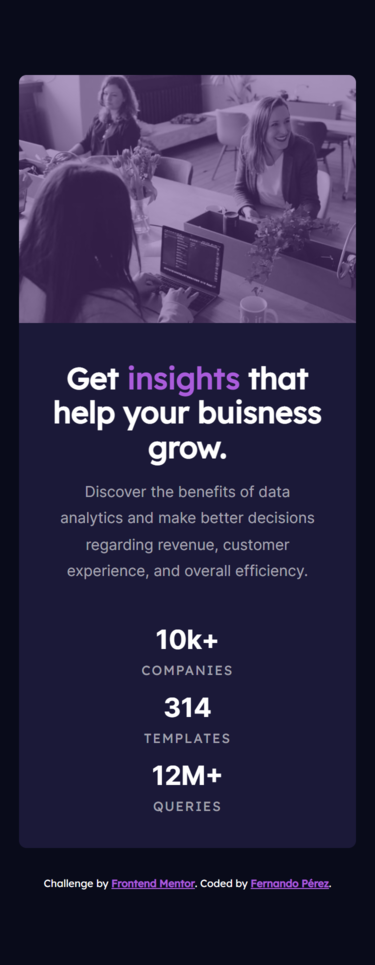 Get insights that
help your buisness
grow.
Discover the benefits of data
analytics and make better decisions
regarding revenue, customer
experience, and overall efficiency.
10k+
COMPANIES
314
TEMPLATES
12M+
QUERIES
Challenge by Frontend Mentor. Coded by Fernando Pérez.